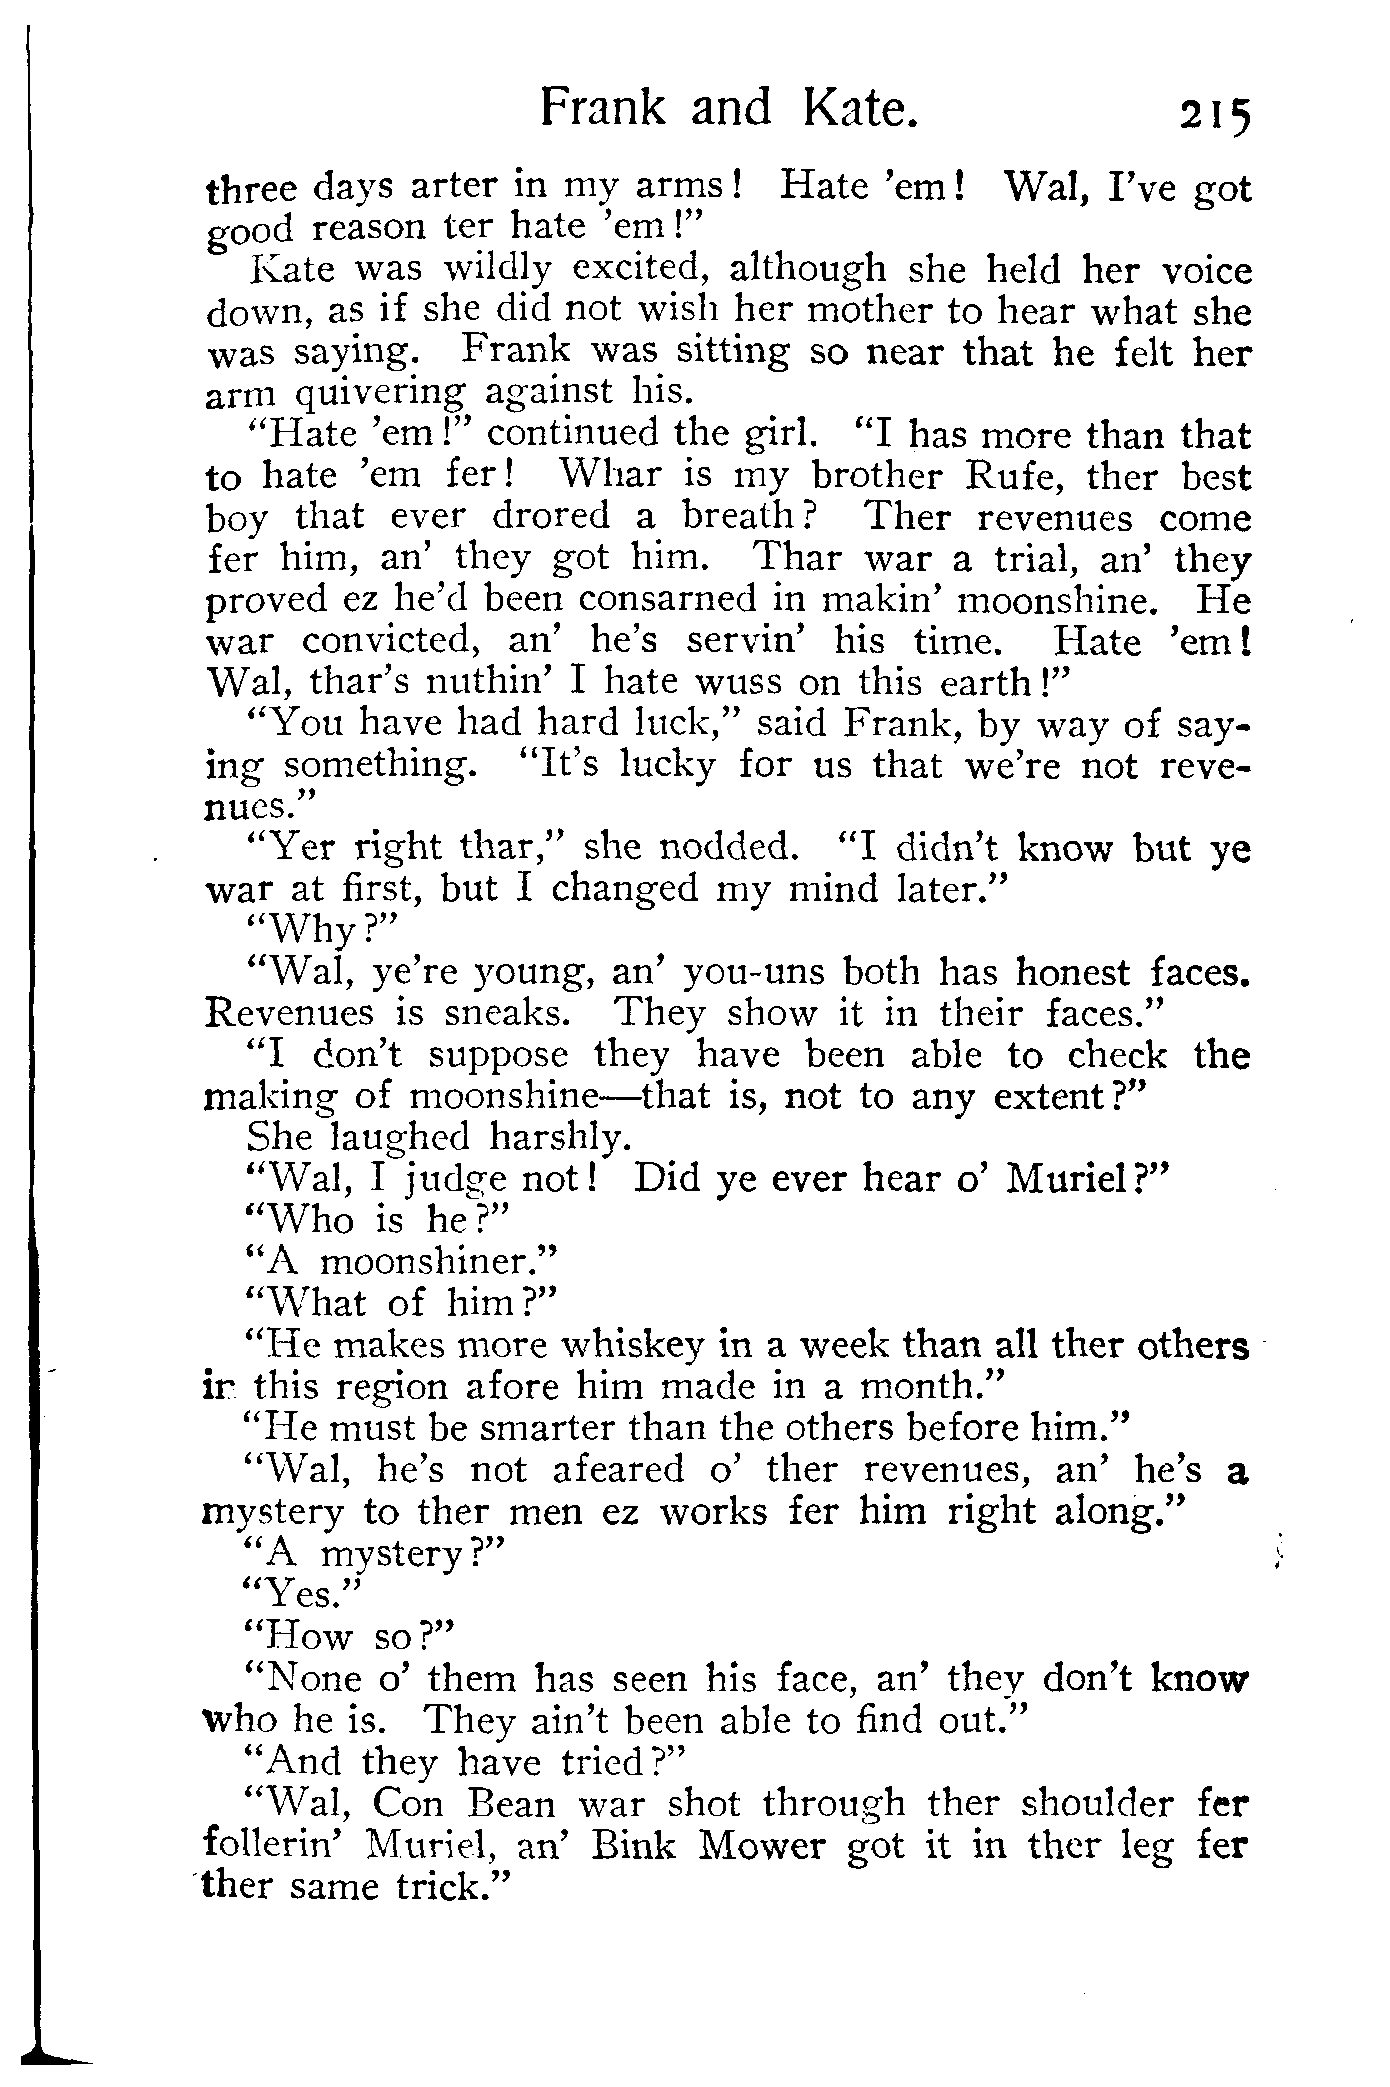 Frank and Kate. 215
three days arter in my arms! Hate 'em! Wal, I've got
good reason ter hate 'em!"
Kate was wildly excited, although she held her voice
down, as if she did not wish her mother to hear what she
was saying. Frank was sitting so near that he felt her
arm quivering against his.
"Hate 'em!" continued the girl. "I has more than that
to hate 'em fer! Whar is my brother Rufe, ther best
boy that ever drored a breath? Ther revenues come
fer him, an' they got him. Thar war a trial, an' they
proved ez he'd been consarned in makin' moonshine. He
war convicted, an' he's servin' his time. Hate 'em!
Wal, thar's nuthin' I hate wuss on this earth!"
"You have had hard luck," said Frank, by way of say-
ing something. "It's lucky for us that we're not reve-
nues."
"Yer right thar," she nodded. "I didn't know but ye
war at first, but I changed my mind later."
"Why?"
"Wal, ye're young, an' you-uns both has honest faces.
Revenues is sneaks. They show it in their faces."
"I don't suppose they have been able to check the
making of moonshine—that is, not to any extent?"
She laughed harshly.
"Wal, I judge not! Did ye ever hear o' Muriel?"
"Who is he?"
"A moonshiner."
"What of him?"
"He makes more whiskey in a week than all ther others
in this region afore him made in a month."
"He must be smarter than the others before him."
"Wal, he's not afeared o' ther revenues, an' he's a
mystery to ther men ez works fer him right along."
"A mystery?"
"Yes."
"How so?"
"None o' them has seen his face, an' they don't know
who he is. They ain't been able to find out."
"And they have tried?"
"Wal, Con Bean war shot through ther shoulder fer
follerin' Muriel, an' Bink Mower got it in ther leg fer
ther same trick."